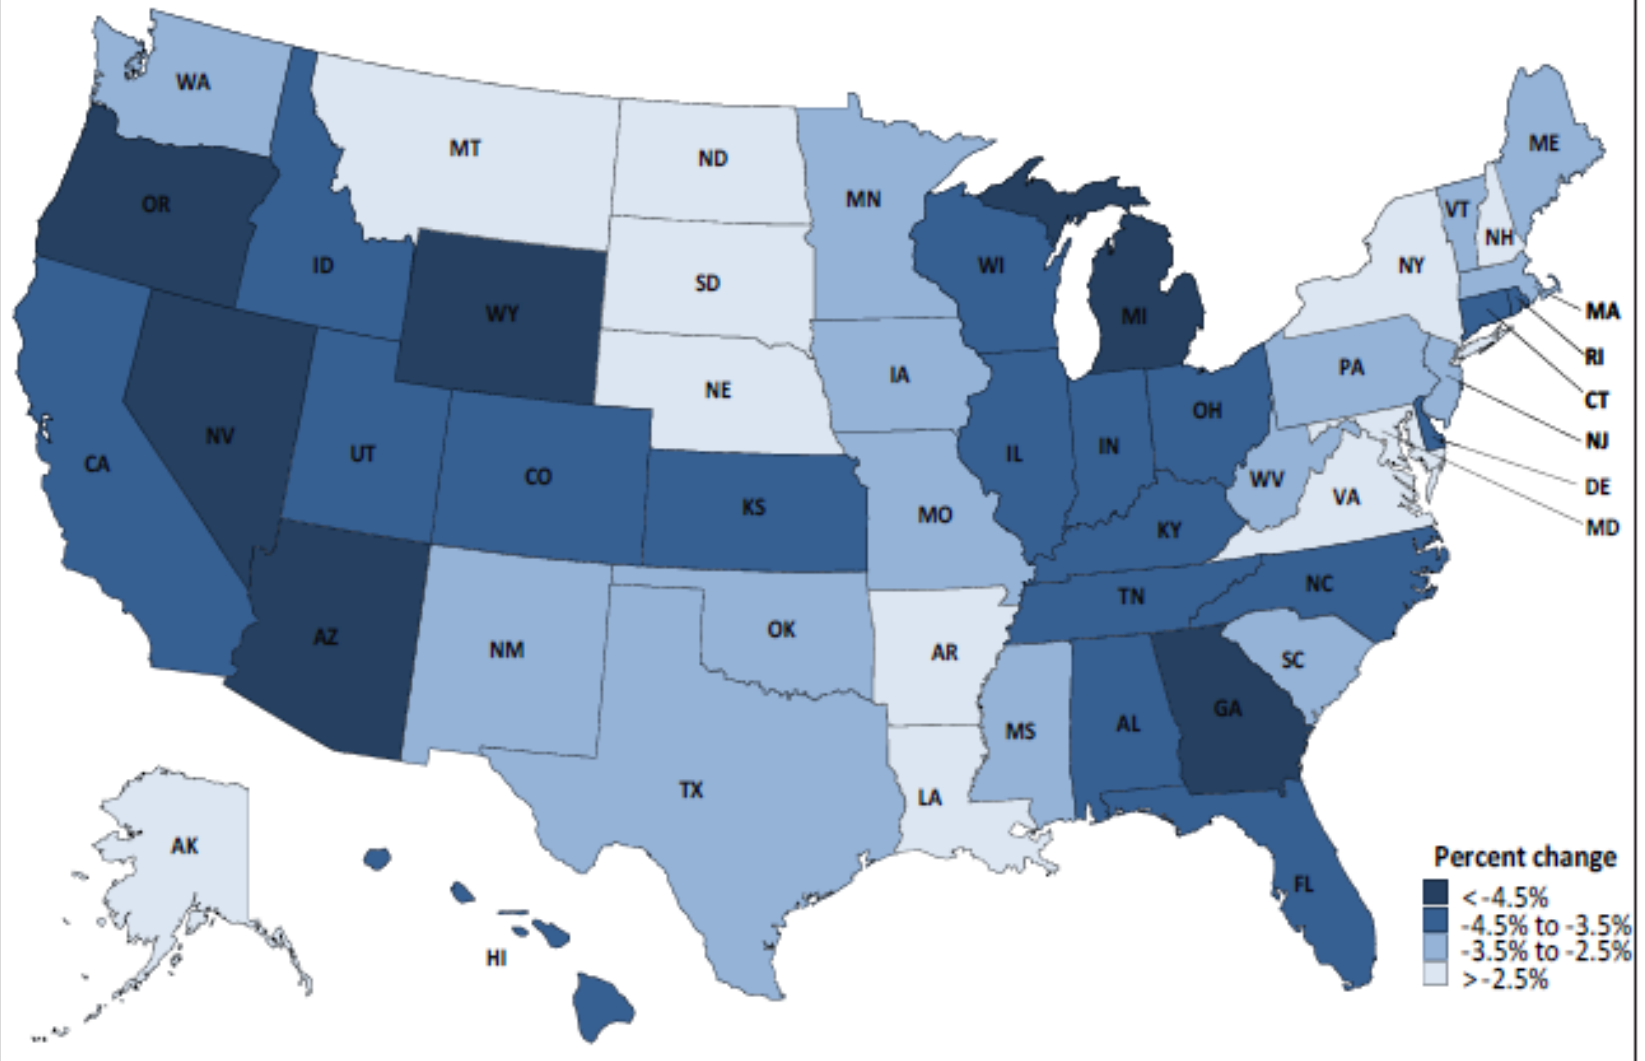 WA
MT
ND
MN
ME
OR
ID
WY
SD
WI
MI
NY
VT
NH
MA
RI
CT
NJ
DE
MD
NV
CA
UT
CO
NE
IA
KS
MO
IL
IN
OH
PA
WV
VA
KY
TN
NC
AZ
NM
OK
AR
SC
TX
LA
MS
AL
GA
FL
AK
HI
Percent change
< -4.5%
-4.5% to -3.5%
-3.5% to -2.5%
> -2.5%